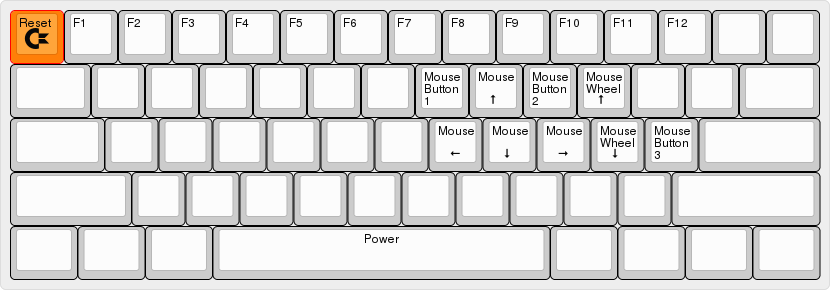 Reset
F1
F2
F3
F4
F5
F6
F7
F8
F9
F10
F11
F12
Mouse
Button
1
Mouse
↑
Mouse
Button
2
Mouse
Wheel
↑
Mouse
←
Mouse
↓
Mouse
→
Mouse
Wheel
↓
Mouse
Button
3
Power